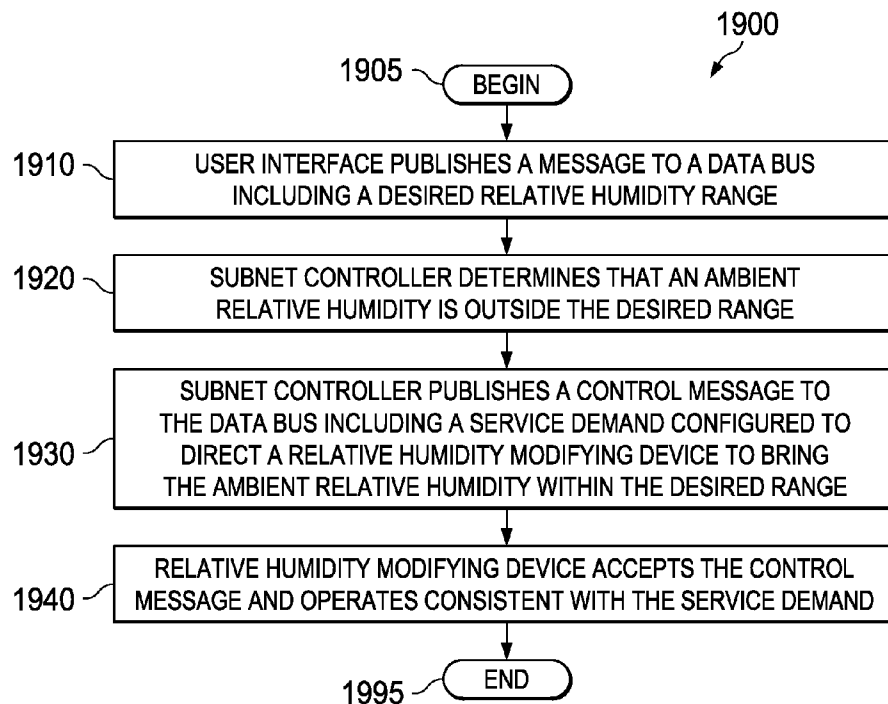 1900
1905
BEGIN
1910
USER INTERFACE PUBLISHES A MESSAGE TO A DATA BUS
INCLUDING A DESIRED RELATIVE HUMIDITY RANGE
1920
SUBNET CONTROLLER DETERMINES THAT AN AMBIENT
RELATIVE HUMIDITY IS OUTSIDE THE DESIRED RANGE
1930
SUBNET CONTROLLER PUBLISHES A CONTROL MESSAGE TO
THE DATA BUS INCLUDING A SERVICE DEMAND CONFIGURED TO
DIRECT A RELATIVE HUMIDITY MODIFYING DEVICE TO BRING
THE AMBIENT RELATIVE HUMIDITY WITHIN THE DESIRED RANGE
1940
RELATIVE HUMIDITY MODIFYING DEVICE ACCEPTS THE CONTROL
MESSAGE AND OPERATES CONSISTENT WITH THE SERVICE DEMAND
1995
END